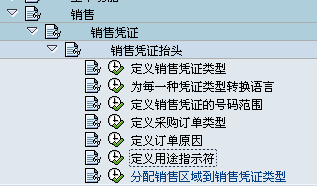 销售
销售凭证
销售凭证抬头
定义销售凭证类型
为每一种凭证类型转换语言
定义销售凭证的号码范围
定义采购订单类型
定义订单原因
定义用途指示符
分配销售区域到销售凭证类型